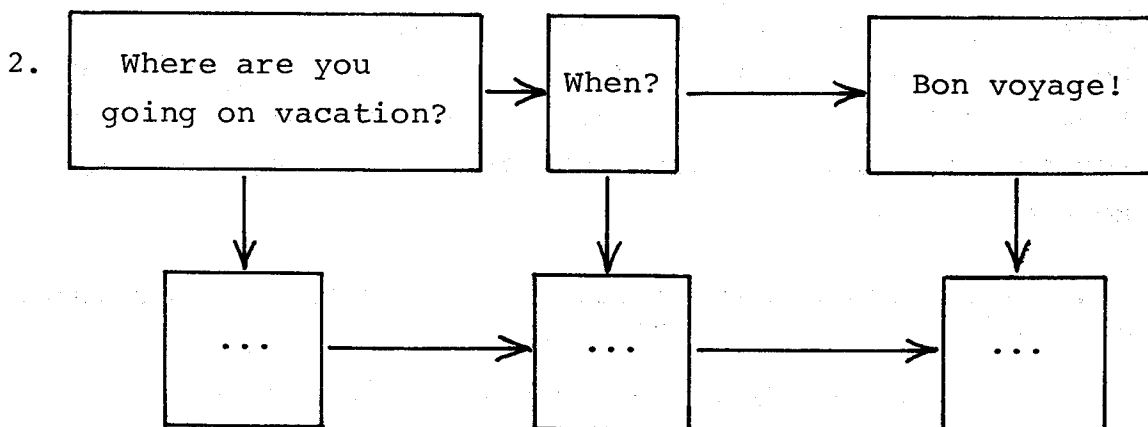 2.
Where are you
going on vacation?
When?
Bon voyage!
...
...
...